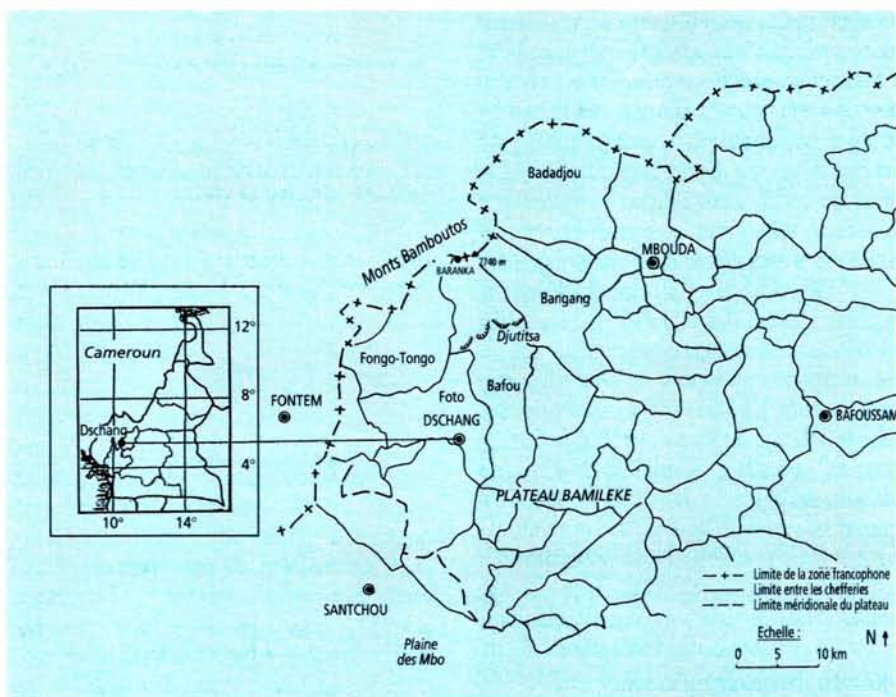 Badadjou
Monts Bamboutos
MBOUDA
BARANKA
2740 m
Bangang
Djutitsa
Fongo-Tongo
Bafou
Foto
DSCHANG
FONTEM
BAFOUSSAM
PLATEAU BAMILEKE
SANTCHOU
Plaine
des Mbo
Cameroun
Dschang
12°
8°
4°
10°
14°
Limite de la zone francophone
Limite entre les chefferies
Limite méridionale du plateau
Echelle :
0 5 10 km
N